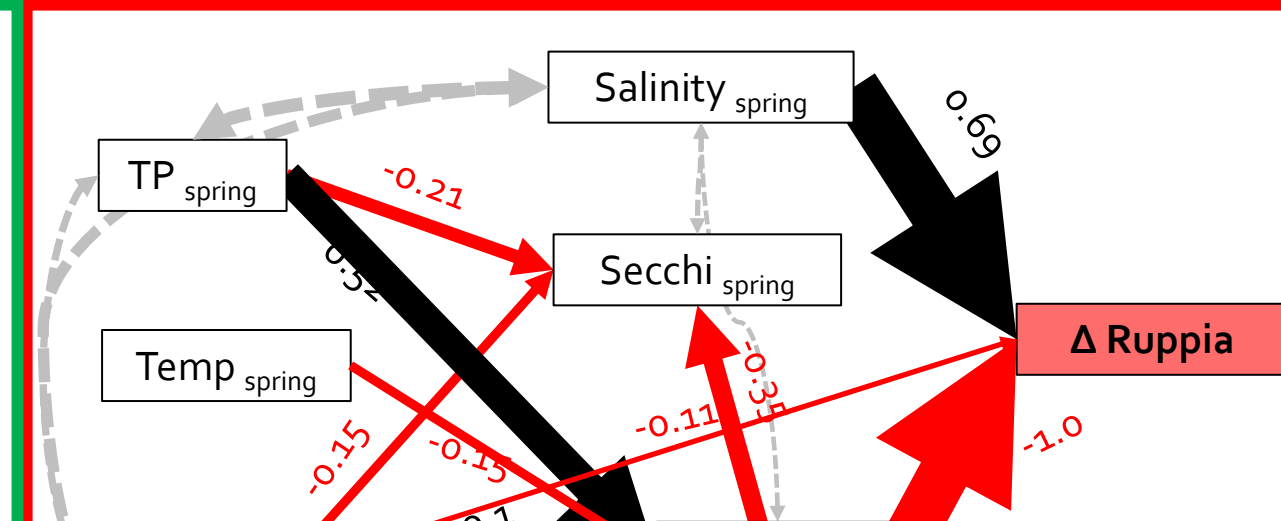 Salinity spring
0.69
TP spring
-0.21
0.52
Secchi spring
Δ Ruppia
Temp spring
-0.35
-0.11
-0.15
-0.15
-1.0